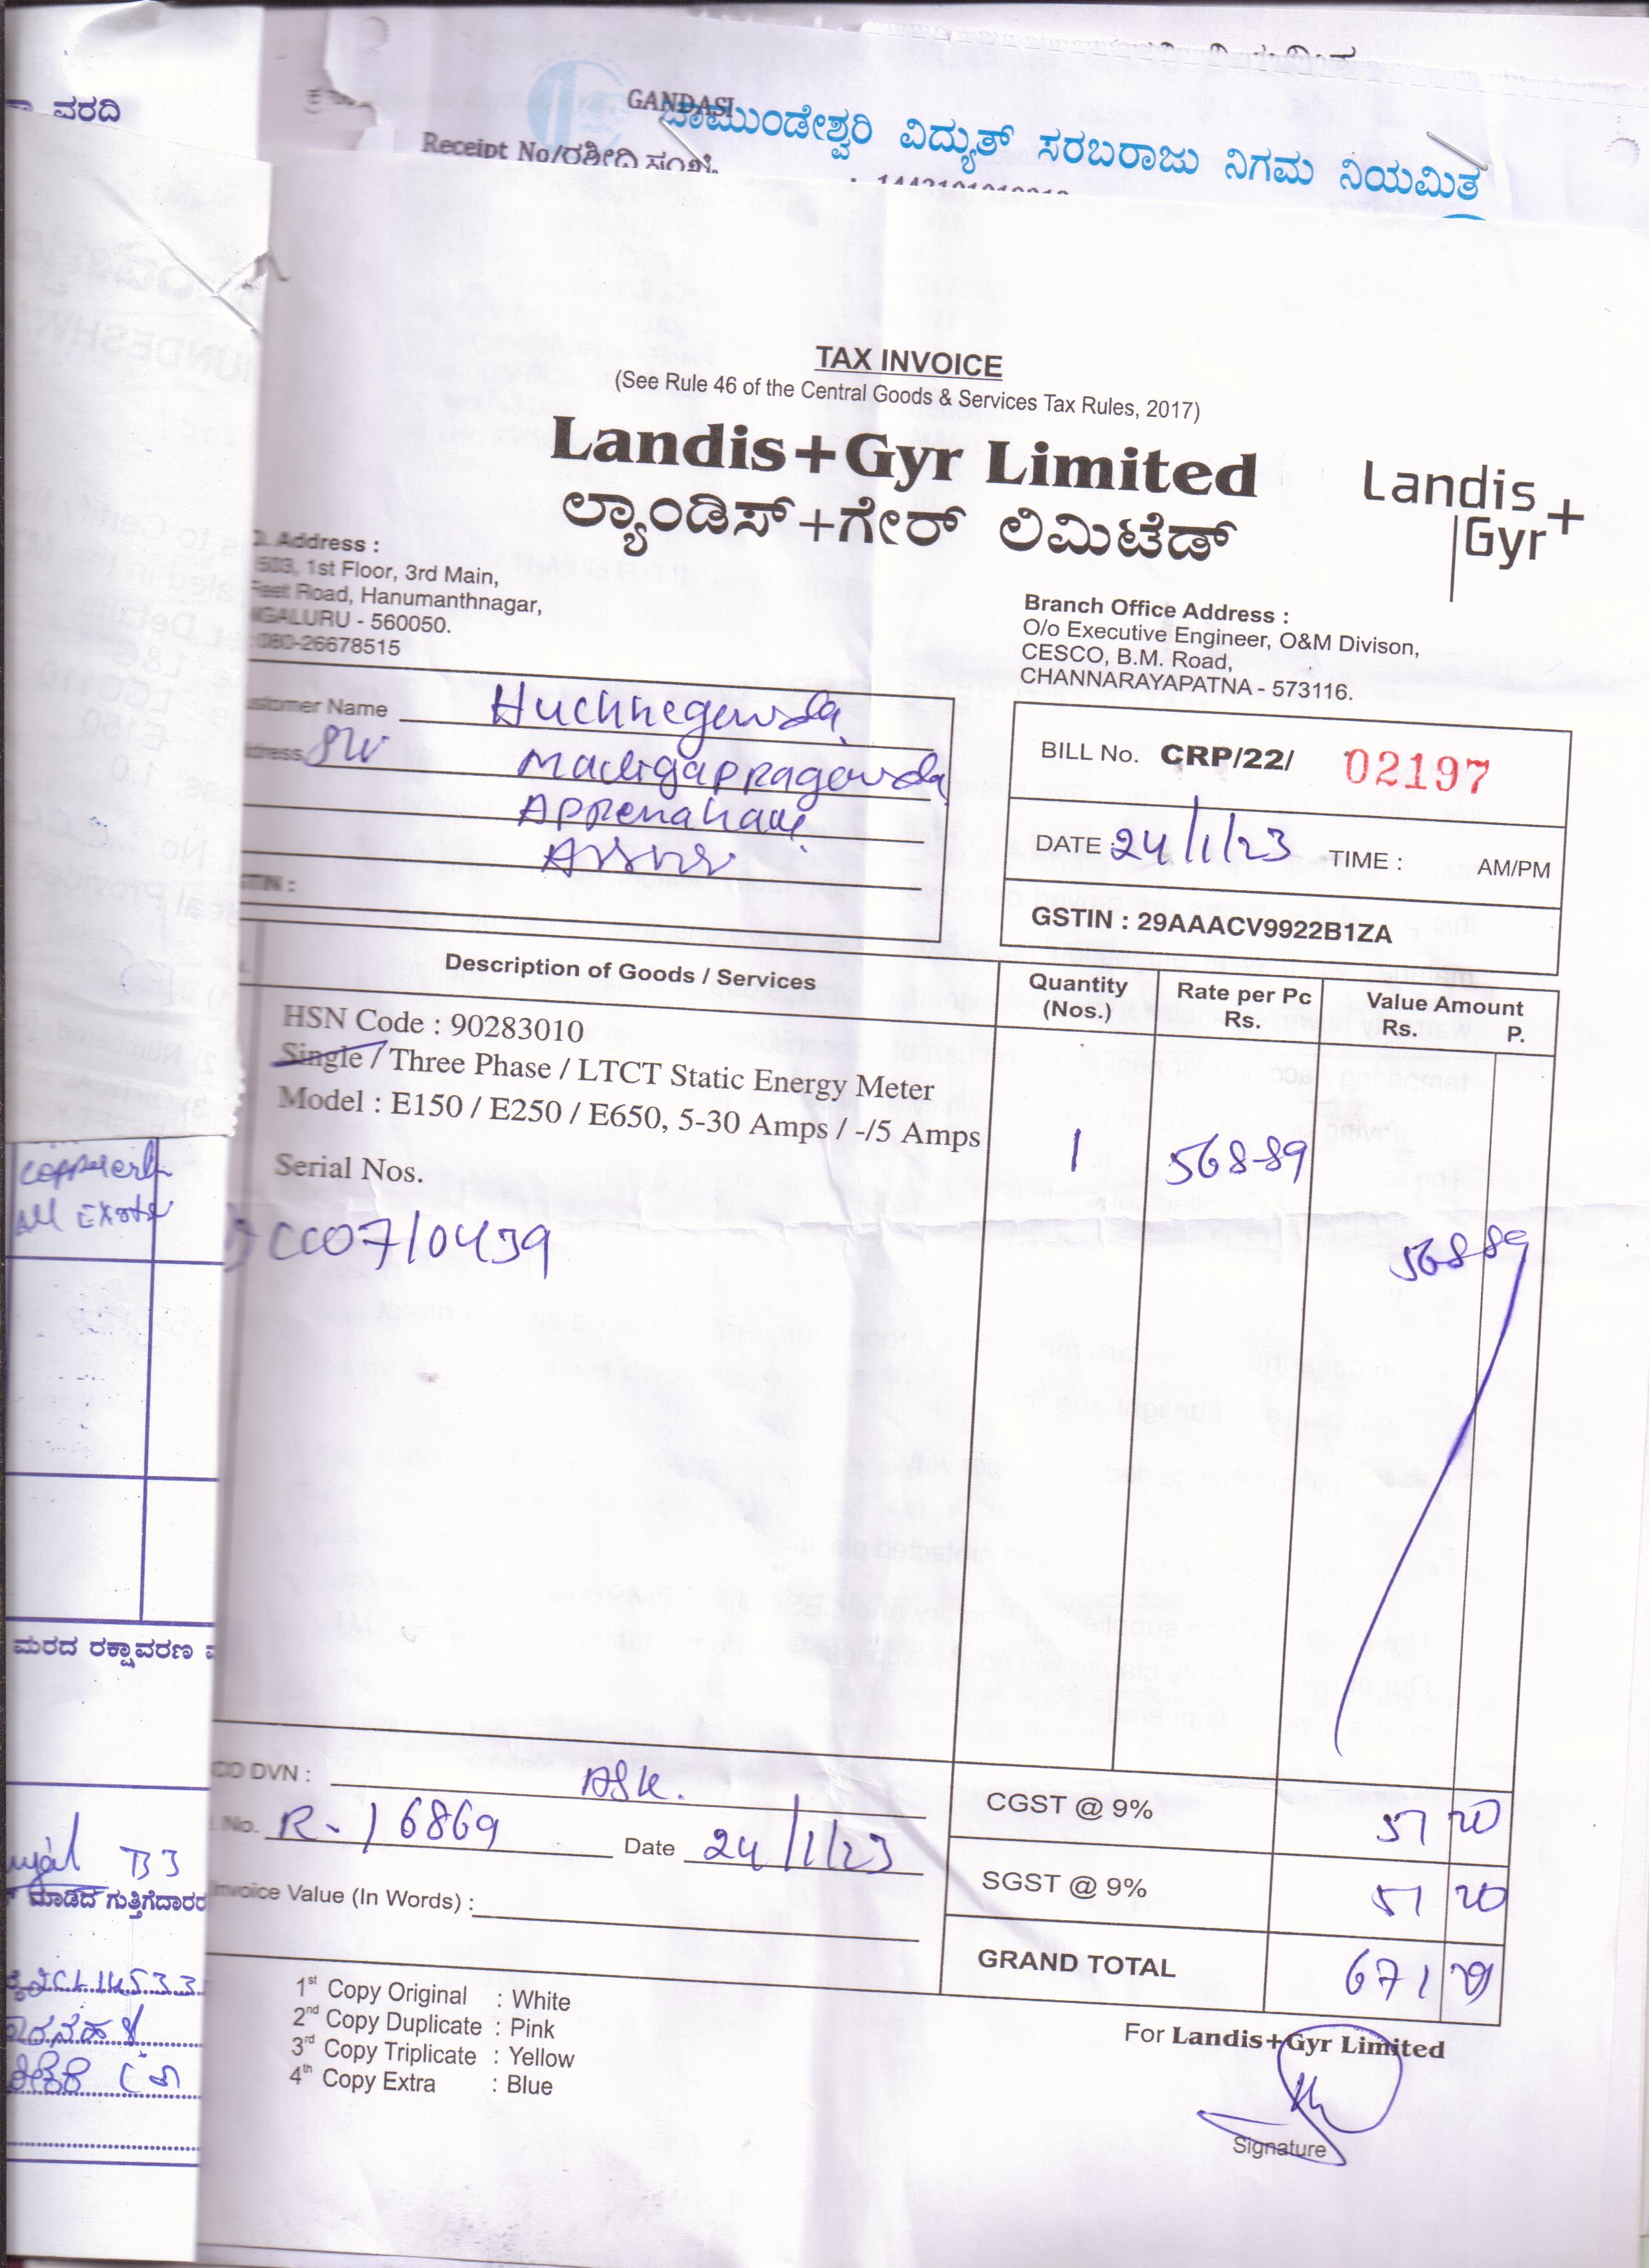 ವರದಿ
GANDASI
ಚಾಮುಂಡೇಶ್ವರಿ ವಿದ್ಯುತ್ ಸರಬರಾಜು ನಿಗಮ ನಿಯಮಿತ
Receipt No/ರಶೀದಿ ಸಂಖ್ಯೆ
TAX INVOICE
(See Rule 46 of the Central Goods & Services Tax Rules, 2017)
Landis+Gyr Limited
Landis+Gyr
ಲ್ಯಾಂಡಿಸ್+ಗೇರ್ ಲಿಮಿಟೆಡ್
Address :
503, 1st Floor, 3rd Main,
Feet Road, Hanumanthnagar,
NGALURU - 560050.
080-26678515
Branch Office Address :
O/o Executive Engineer, O&M Divison,
CESCO, B.M. Road,
CHANNARAYAPATNA - 573116.
ustomer Name Huchhegowda
dress S/o Madigappagowda
BILL No. CRP/22/ 02197
DATE : 24/1/23 TIME : AM/PM
STIN :
GSTIN : 29AAACV9922B1ZA
Description of Goods / Services Quantity (Nos.) Rate per Pc Rs. Value Amount Rs. P.
HSN Code : 90283010
Single / Three Phase / LTCT Static Energy Meter
Model : E150 / E250 / E650, 5-30 Amps / -/5 Amps
1 568-89
Serial Nos.
568 89
All
ಮರದ ರಕ್ಷಾವರಣ
DVN : ASK.
No. R-16869 Date 24/1/23
Invoice Value (In Words) :
CGST @ 9% 51 20
SGST @ 9% 51 20
GRAND TOTAL 671 29
ಮಾಡಿದ ಗುತ್ತಿಗೆದಾರರ
1st Copy Original : White
2nd Copy Duplicate : Pink
3rd Copy Triplicate : Yellow
4th Copy Extra : Blue
For Landis+Gyr Limited
Signature